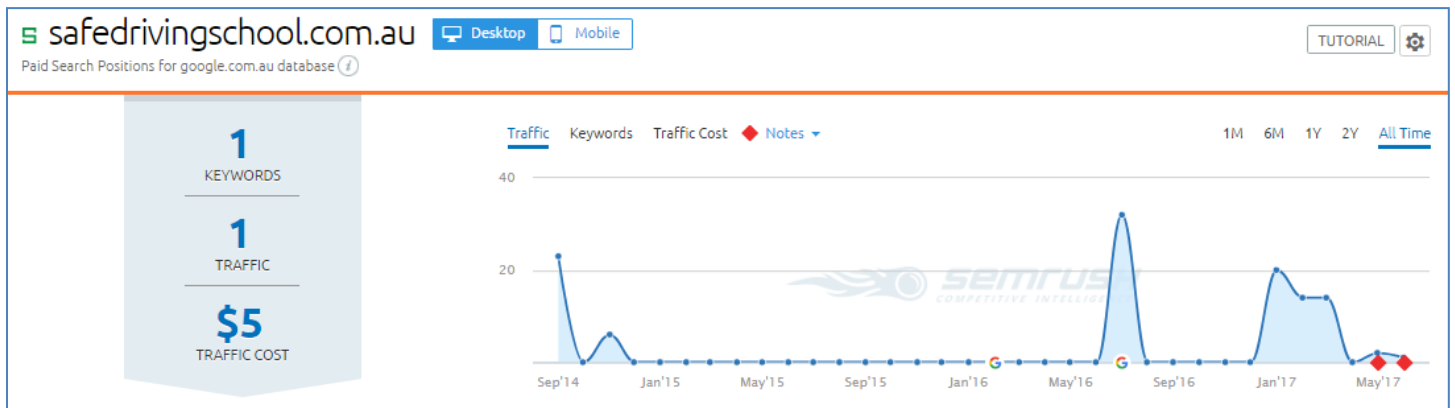 safedrivingschool.com.au Desktop Mobile TUTORIAL
Paid Search Positions for google.com.au database i
1
KEYWORDS
1
TRAFFIC
$5
TRAFFIC COST
Traffic Keywords Traffic Cost Notes 1M 6M 1Y 2Y All Time
40
20
semrush
COMPETITIVE
Sep'14 Jan'15 May'15 Sep'15 Jan'16 May'16 Sep'16 Jan'17 May'17